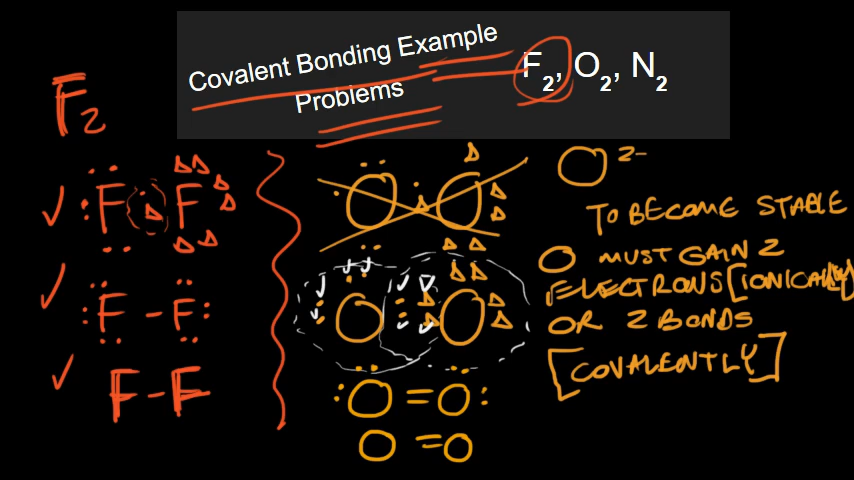 Covalent Bonding Example
Problems
F2, O2, N2
F2
F F
F - F
F - F
O O
O O
O = O
O = O
O 2-
TO BECOME STABLE
O MUST GAIN 2
ELECTRONS [IONICALLY]
OR 2 BONDS
[COVALENTLY]